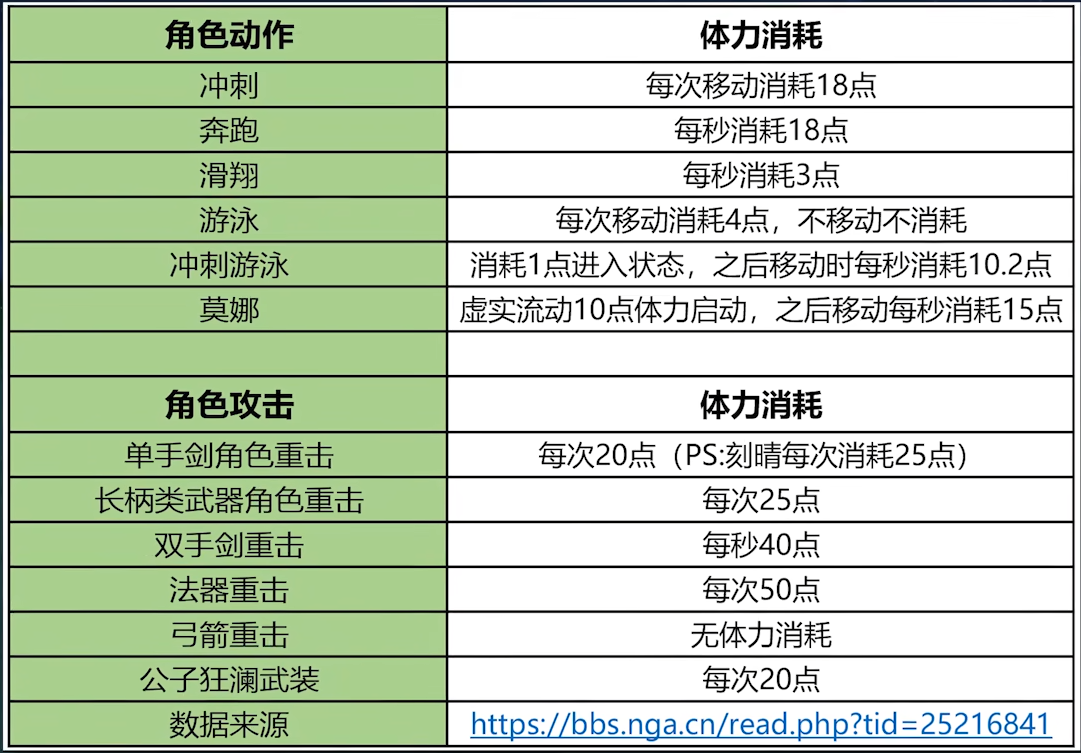 角色动作 体力消耗
冲刺 每次移动消耗18点
奔跑 每秒消耗18点
滑翔 每秒消耗3点
游泳 每次移动消耗4点，不移动不消耗
冲刺游泳 消耗1点进入状态，之后移动时每秒消耗10.2点
莫娜 虚实流动10点体力启动，之后移动每秒消耗15点
角色攻击 体力消耗
单手剑角色重击 每次20点（PS:刻晴每次消耗25点）
长柄类武器角色重击 每次25点
双手剑重击 每秒40点
法器重击 每次50点
弓箭重击 无体力消耗
公子狂澜武装 每次20点
数据来源 https://bbs.nga.cn/read.php?tid=25216841